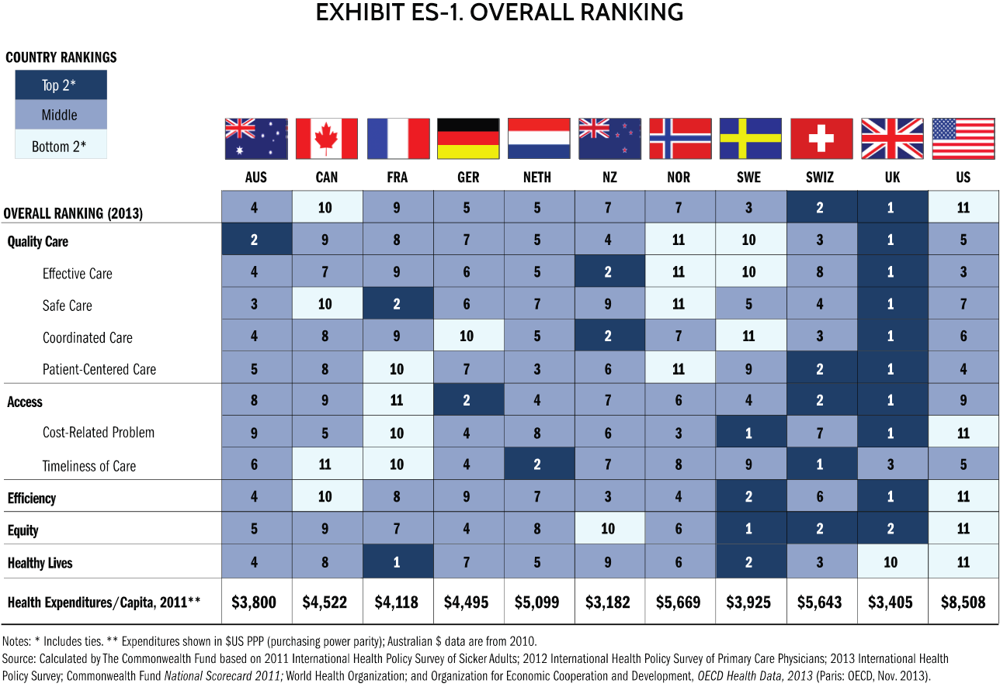 EXHIBIT ES-1. OVERALL RANKING
COUNTRY RANKINGS
Top 2*
Middle
Bottom 2*
AUS CAN FRA GER NETH NZ NOR SWE SWIZ UK US
OVERALL RANKING (2013) 4 10 9 5 5 7 7 3 2 1 11
Quality Care 2 9 8 7 5 4 11 10 3 1 5
Effective Care 4 7 9 6 5 2 11 10 8 1 3
Safe Care 3 10 2 6 7 9 11 5 4 1 7
Coordinated Care 4 8 9 10 5 2 7 11 3 1 6
Patient-Centered Care 5 8 10 7 3 6 11 9 2 1 4
Access 8 9 11 2 4 7 6 4 2 1 9
Cost-Related Problem 9 5 10 4 8 6 3 1 7 1 11
Timeliness of Care 6 11 10 4 2 7 8 9 1 3 5
Efficiency 4 10 8 9 7 3 4 2 6 1 11
Equity 5 9 7 4 8 10 6 1 2 2 11
Healthy Lives 4 8 1 7 5 9 6 2 3 10 11
Health Expenditures/Capita, 2011** $3,800 $4,522 $4,118 $4,495 $5,099 $3,182 $5,669 $3,925 $5,643 $3,405 $8,508
Notes: * Includes ties. ** Expenditures shown in $US PPP (purchasing power parity); Australian $ data are from 2010.
Source: Calculated by The Commonwealth Fund based on 2011 International Health Policy Survey of Sicker Adults; 2012 International Health Policy Survey of Primary Care Physicians; 2013 International Health
Policy Survey; Commonwealth Fund National Scorecard 2011; World Health Organization; and Organization for Economic Cooperation and Development, OECD Health Data, 2013 (Paris: OECD, Nov. 2013).